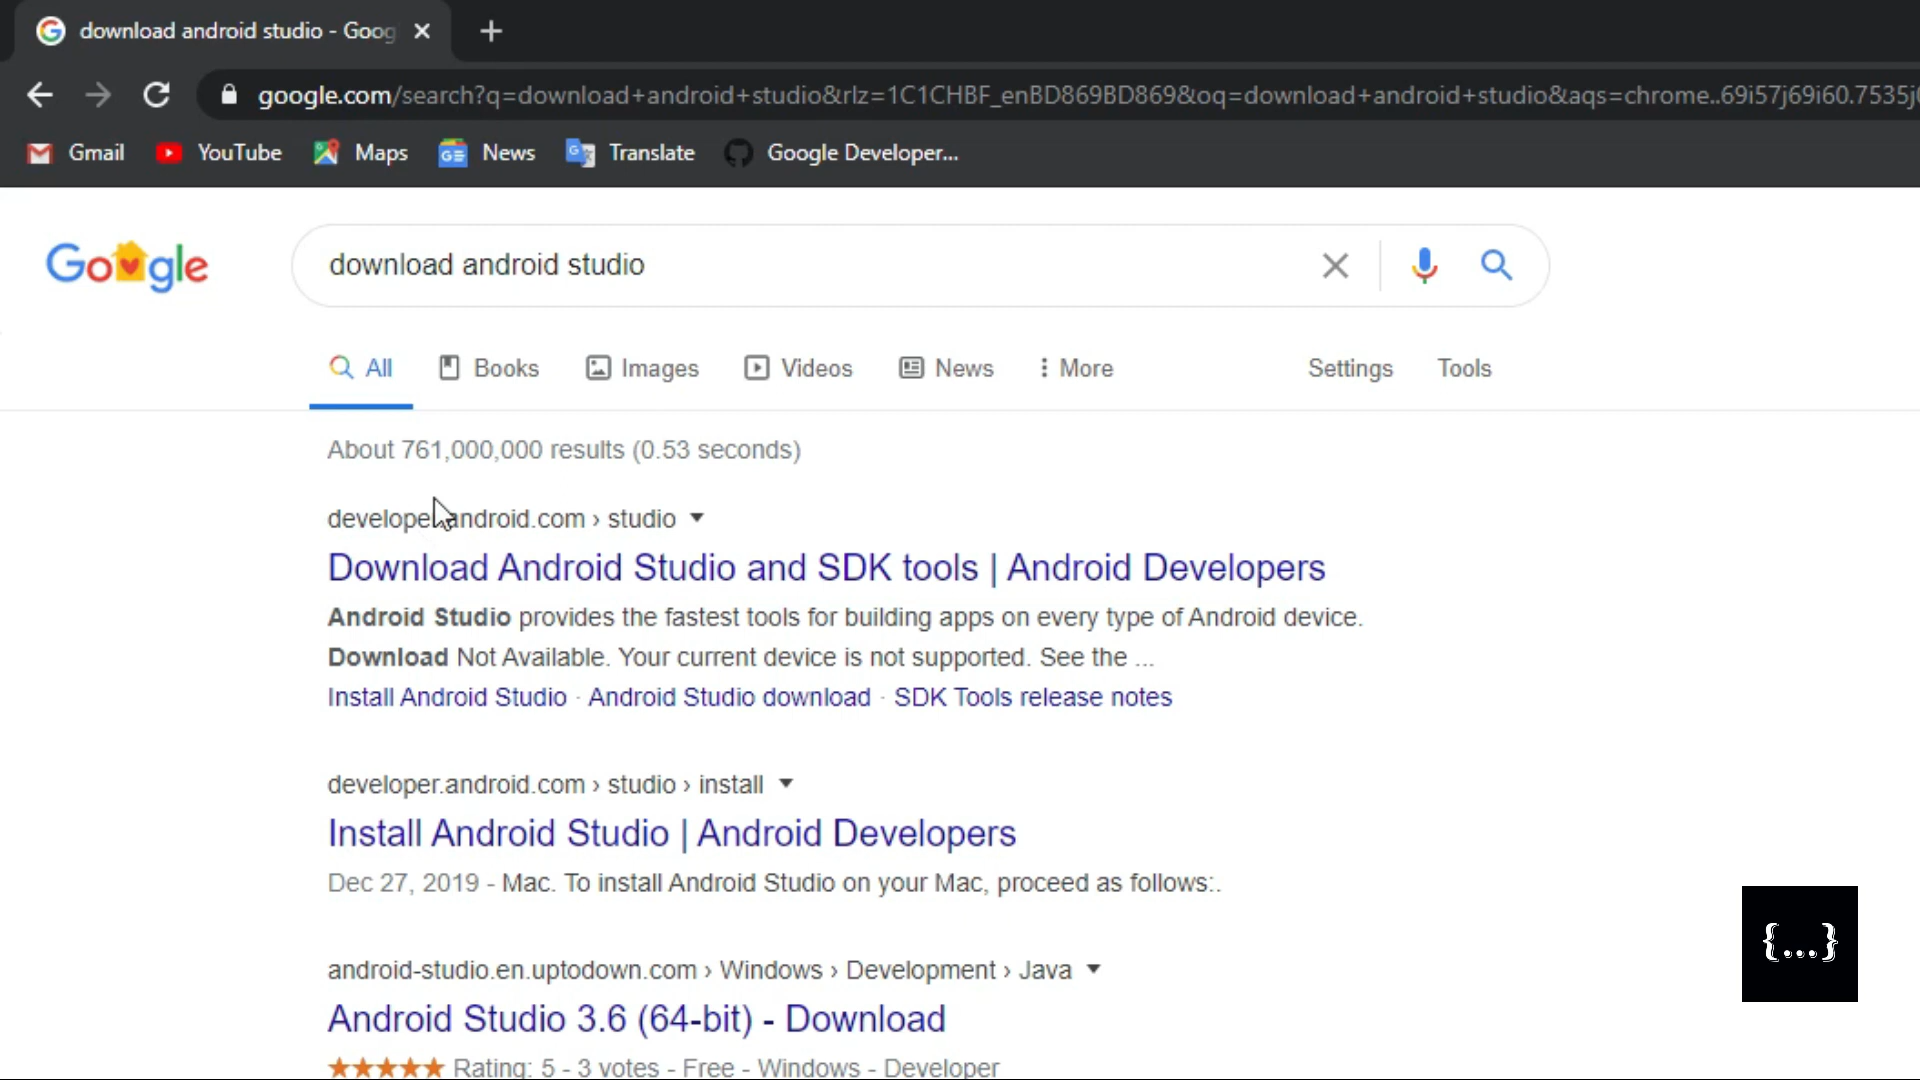 download android studio - Goog
google.com/search?q=download+android+studio&rlz=1C1CHBF_enBD869BD869&oq=download+android+studio&aqs=chrome..69i57j69i60.7535j
Gmail YouTube Maps News Translate Google Developer...
Google
download android studio
All Books Images Videos News More Settings Tools
About 761,000,000 results (0.53 seconds)
developer.android.com › studio
Download Android Studio and SDK tools | Android Developers
Android Studio provides the fastest tools for building apps on every type of Android device.
Download Not Available. Your current device is not supported. See the ...
Install Android Studio · Android Studio download · SDK Tools release notes
developer.android.com › studio › install
Install Android Studio | Android Developers
Dec 27, 2019 - Mac. To install Android Studio on your Mac, proceed as follows:.
{...}
android-studio.en.uptodown.com › Windows › Development › Java
Android Studio 3.6 (64-bit) - Download
Rating: 5 - 3 votes - Free - Windows - Developer